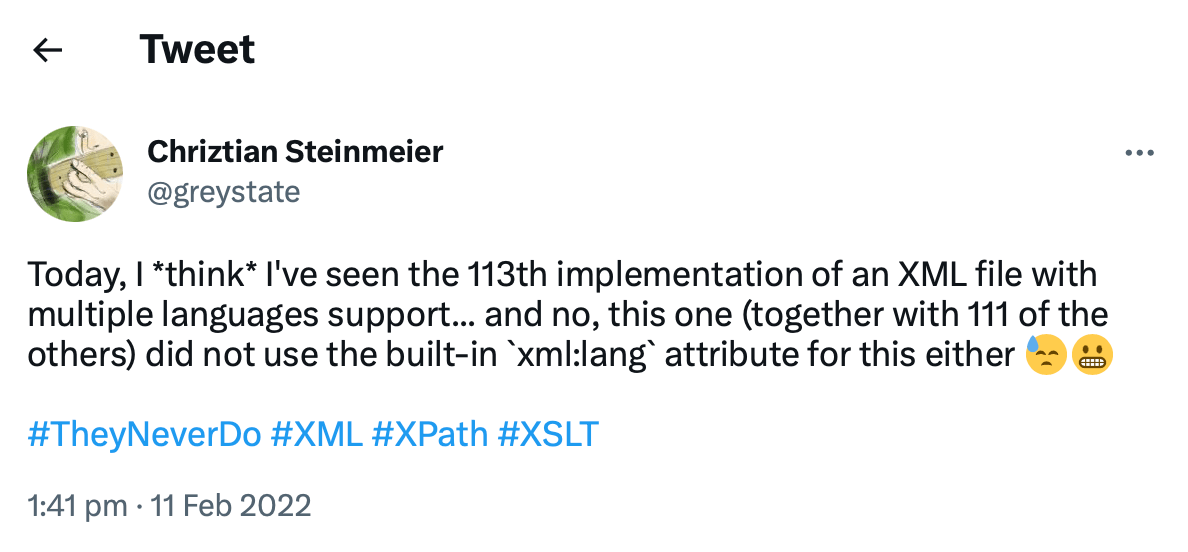 Tweet
Chriztian Steinmeier
@greystate
Today, I *think* I've seen the 113th implementation of an XML file with
multiple languages support... and no, this one (together with 111 of the
others) did not use the built-in `xml:lang` attribute for this either 😓😬
#TheyNeverDo #XML #XPath #XSLT
1:41 pm · 11 Feb 2022